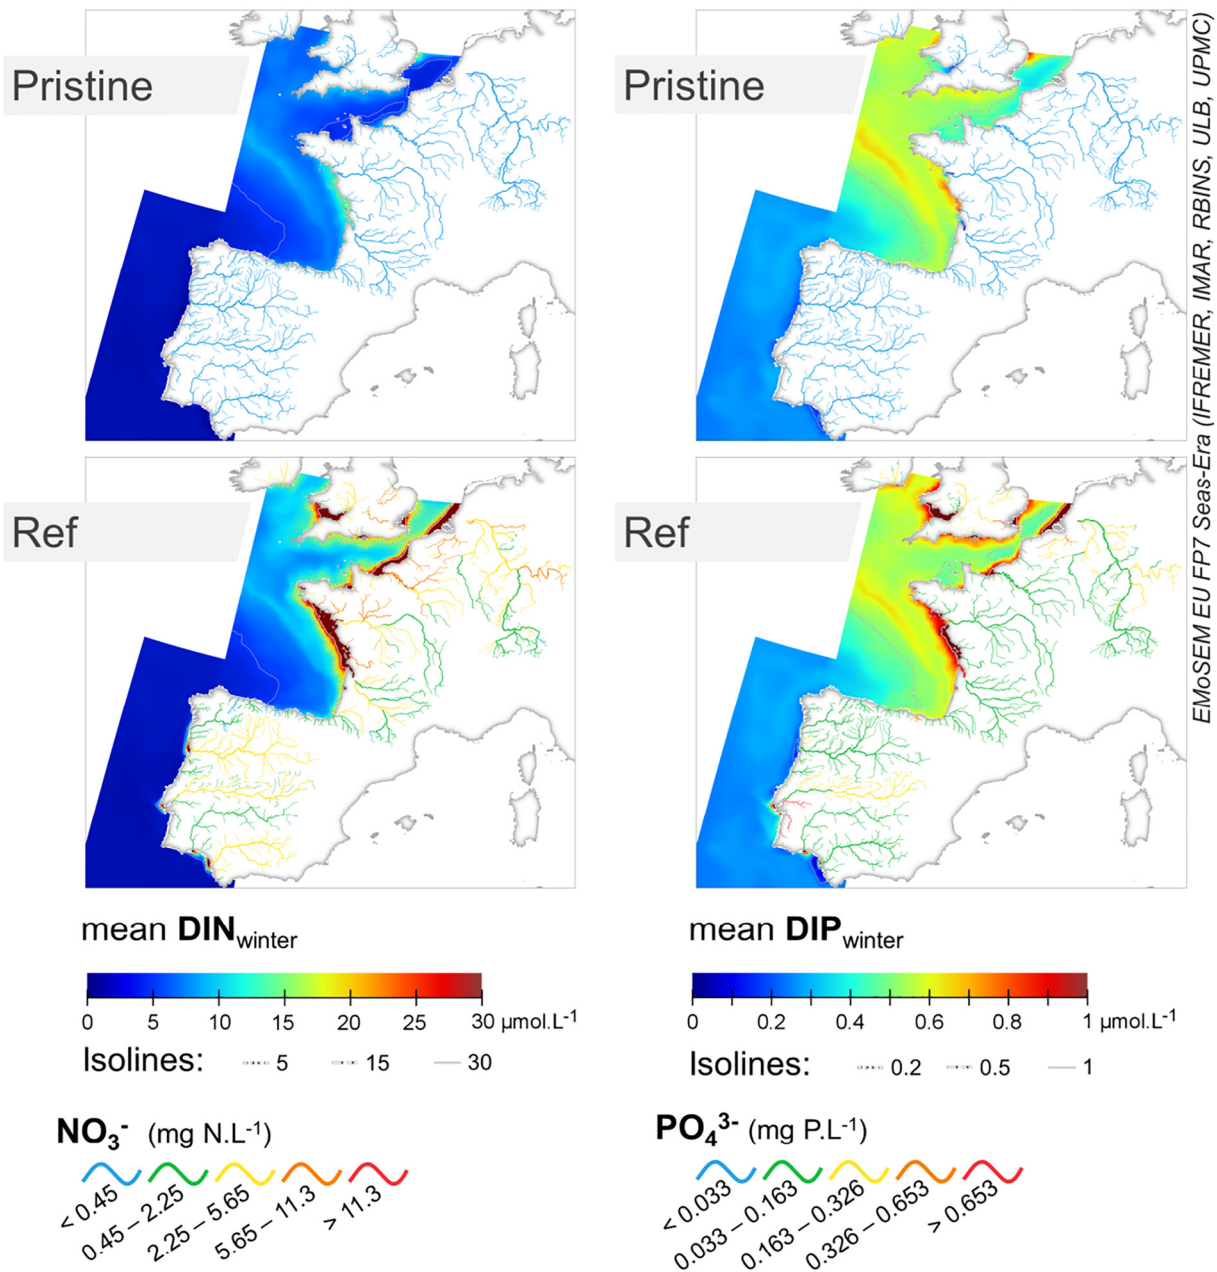 Pristine
Pristine
EMoSEM EU FP7 Seas-Era (IFREMER, IMAR, RBINS, ULB, UPMC)
Ref
Ref
mean DINwinter
mean DIPwinter
0 5 10 15 20 25 30 µmol.L-1
0 0.2 0.4 0.6 0.8 1 µmol.L-1
Isolines: 5 15 30
Isolines: 0.2 0.5 1
NO3- (mg N.L-1)
PO43- (mg P.L-1)
< 0.45
0.45 – 2.25
2.25 – 5.65
5.65 – 11.3
> 11.3
< 0.033
0.033 – 0.163
0.163 – 0.326
0.326 – 0.653
> 0.653